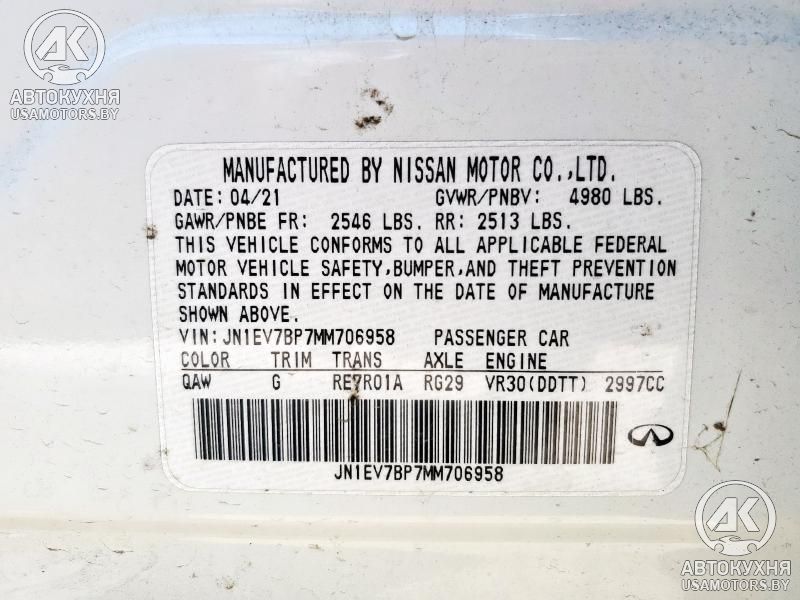 AK
АВТОКУХНЯ
USAMOTORS.BY
MANUFACTURED BY NISSAN MOTOR CO.,LTD.
DATE: 04/21 GVWR/PNBV: 4980 LBS.
GAWR/PNBE FR: 2546 LBS. RR: 2513 LBS.
THIS VEHICLE CONFORMS TO ALL APPLICABLE FEDERAL
MOTOR VEHICLE SAFETY,BUMPER,AND THEFT PREVENTION
STANDARDS IN EFFECT ON THE DATE OF MANUFACTURE
SHOWN ABOVE.
VIN: JN1EV7BP7MM706958 PASSENGER CAR
COLOR TRIM TRANS AXLE ENGINE
QAW G RE7R01A RG29 VR30(DDTT) 2997CC
JN1EV7BP7MM706958
AK
АВТОКУХНЯ
USAMOTORS.BY